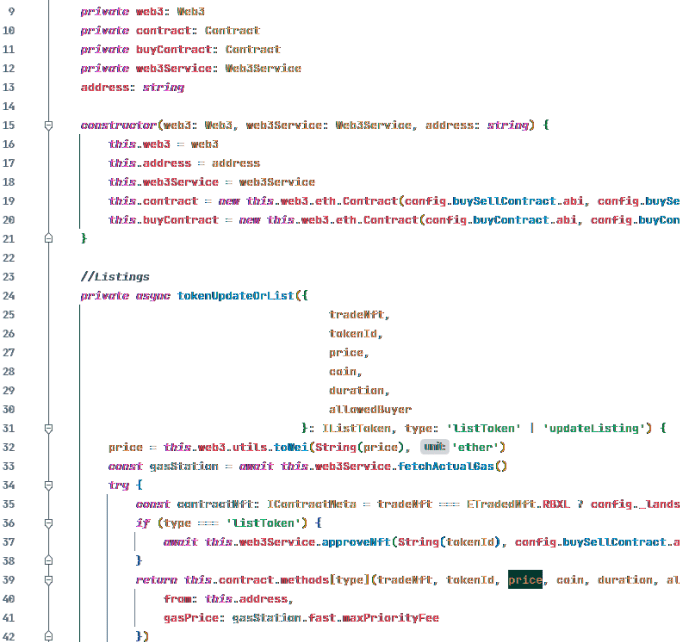 9 private web3: Web3
10 private contract: Contract
11 private buyContract: Contract
12 private web3Service: Web3Service
13 address: string
14
15 constructor(web3: Web3, web3Service: Web3Service, address: string) {
16 this.web3 = web3
17 this.address = address
18 this.web3Service = web3Service
19 this.contract = new this.web3.eth.Contract(config.buySellContract.abi, config.buySe
20 this.buyContract = new this.web3.eth.Contract(config.buyContract.abi, config.buyCon
21 }
22
23 //Listings
24 private async tokenUpdateOrList({
25 tradeNft,
26 tokenId,
27 price,
28 coin,
29 duration,
30 allowedBuyer
31 }: IListToken, type: 'listToken' | 'updateListing') {
32 price = this.web3.utils.toWei(String(price), unit: 'ether')
33 const gasStation = await this.web3Service.fetchActualGas()
34 try {
35 const contractNft: IContractMeta = tradeNft === ETradedNft.RBXL ? config._lands
36 if (type === 'listToken') {
37 await this.web3Service.approveNft(String(tokenId), config.buySellContract.a
38 }
39 return this.contract.methods[type](tradeNft, tokenId, price, coin, duration, al
40 from: this.address,
41 gasPrice: gasStation.fast.maxPriorityFee
42 })